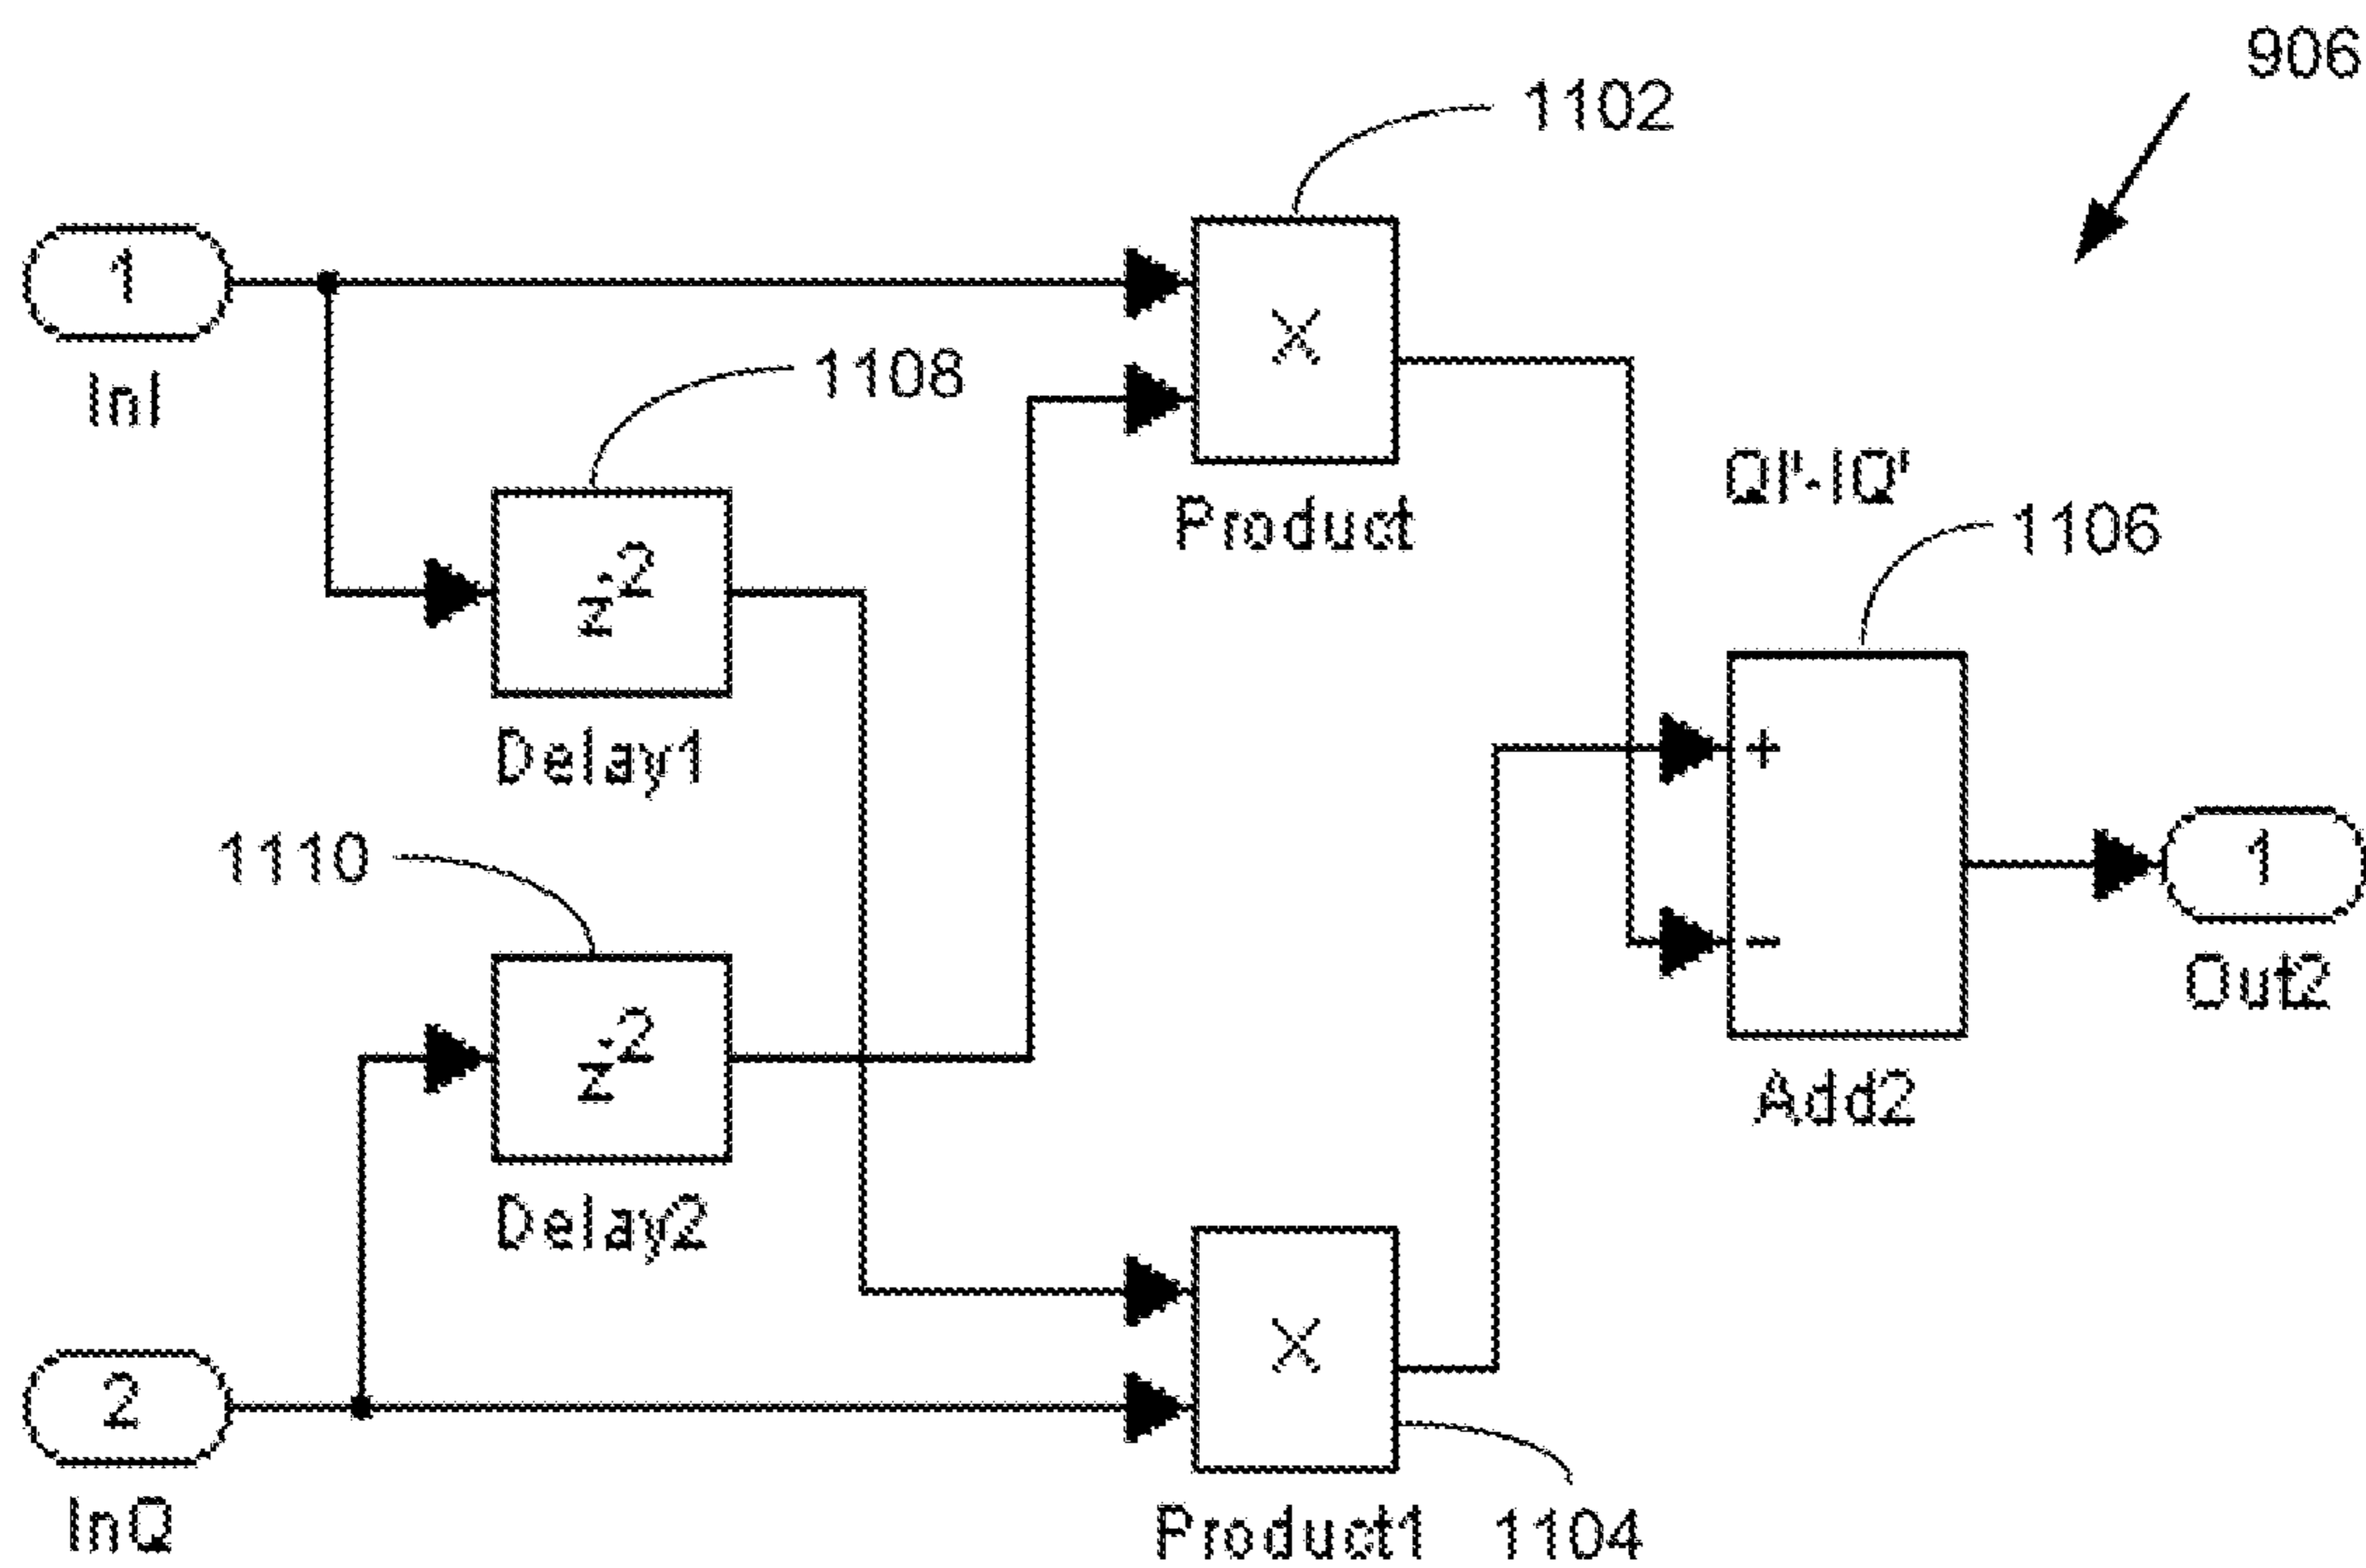 906
1102
1
InI
1108
×
Product
QI'-IQ'
1106
z-2
Delay1
+
−
1
Out2
Add2
1110
z-2
Delay2
×
Product1
1104
2
InQ